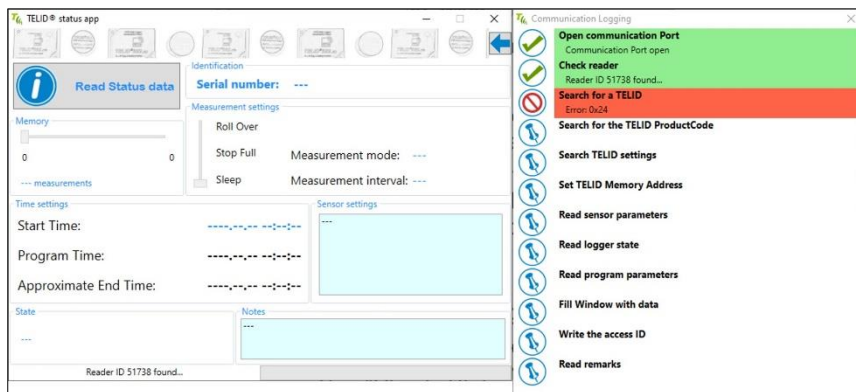 TELID® status app
Read Status data
Identification
Serial number: ---
Memory
0 0
--- measurements
Measurement settings
Roll Over
Stop Full
Sleep
Measurement mode: ---
Measurement interval: ---
Time settings
Start Time: ----.--.-- --:--:--
Program Time: ----.--.-- --:--:--
Approximate End Time: ----.--.-- --:--:--
Sensor settings
---
State
---
Notes
---
Reader ID 51738 found...
Communication Logging
Open communication Port
Communication Port open
Check reader
Reader ID 51738 found...
Search for a TELID
Error: 0x24
Search for the TELID ProductCode
Search TELID settings
Set TELID Memory Address
Read sensor parameters
Read logger state
Read program parameters
Fill Window with data
Write the access ID
Read remarks